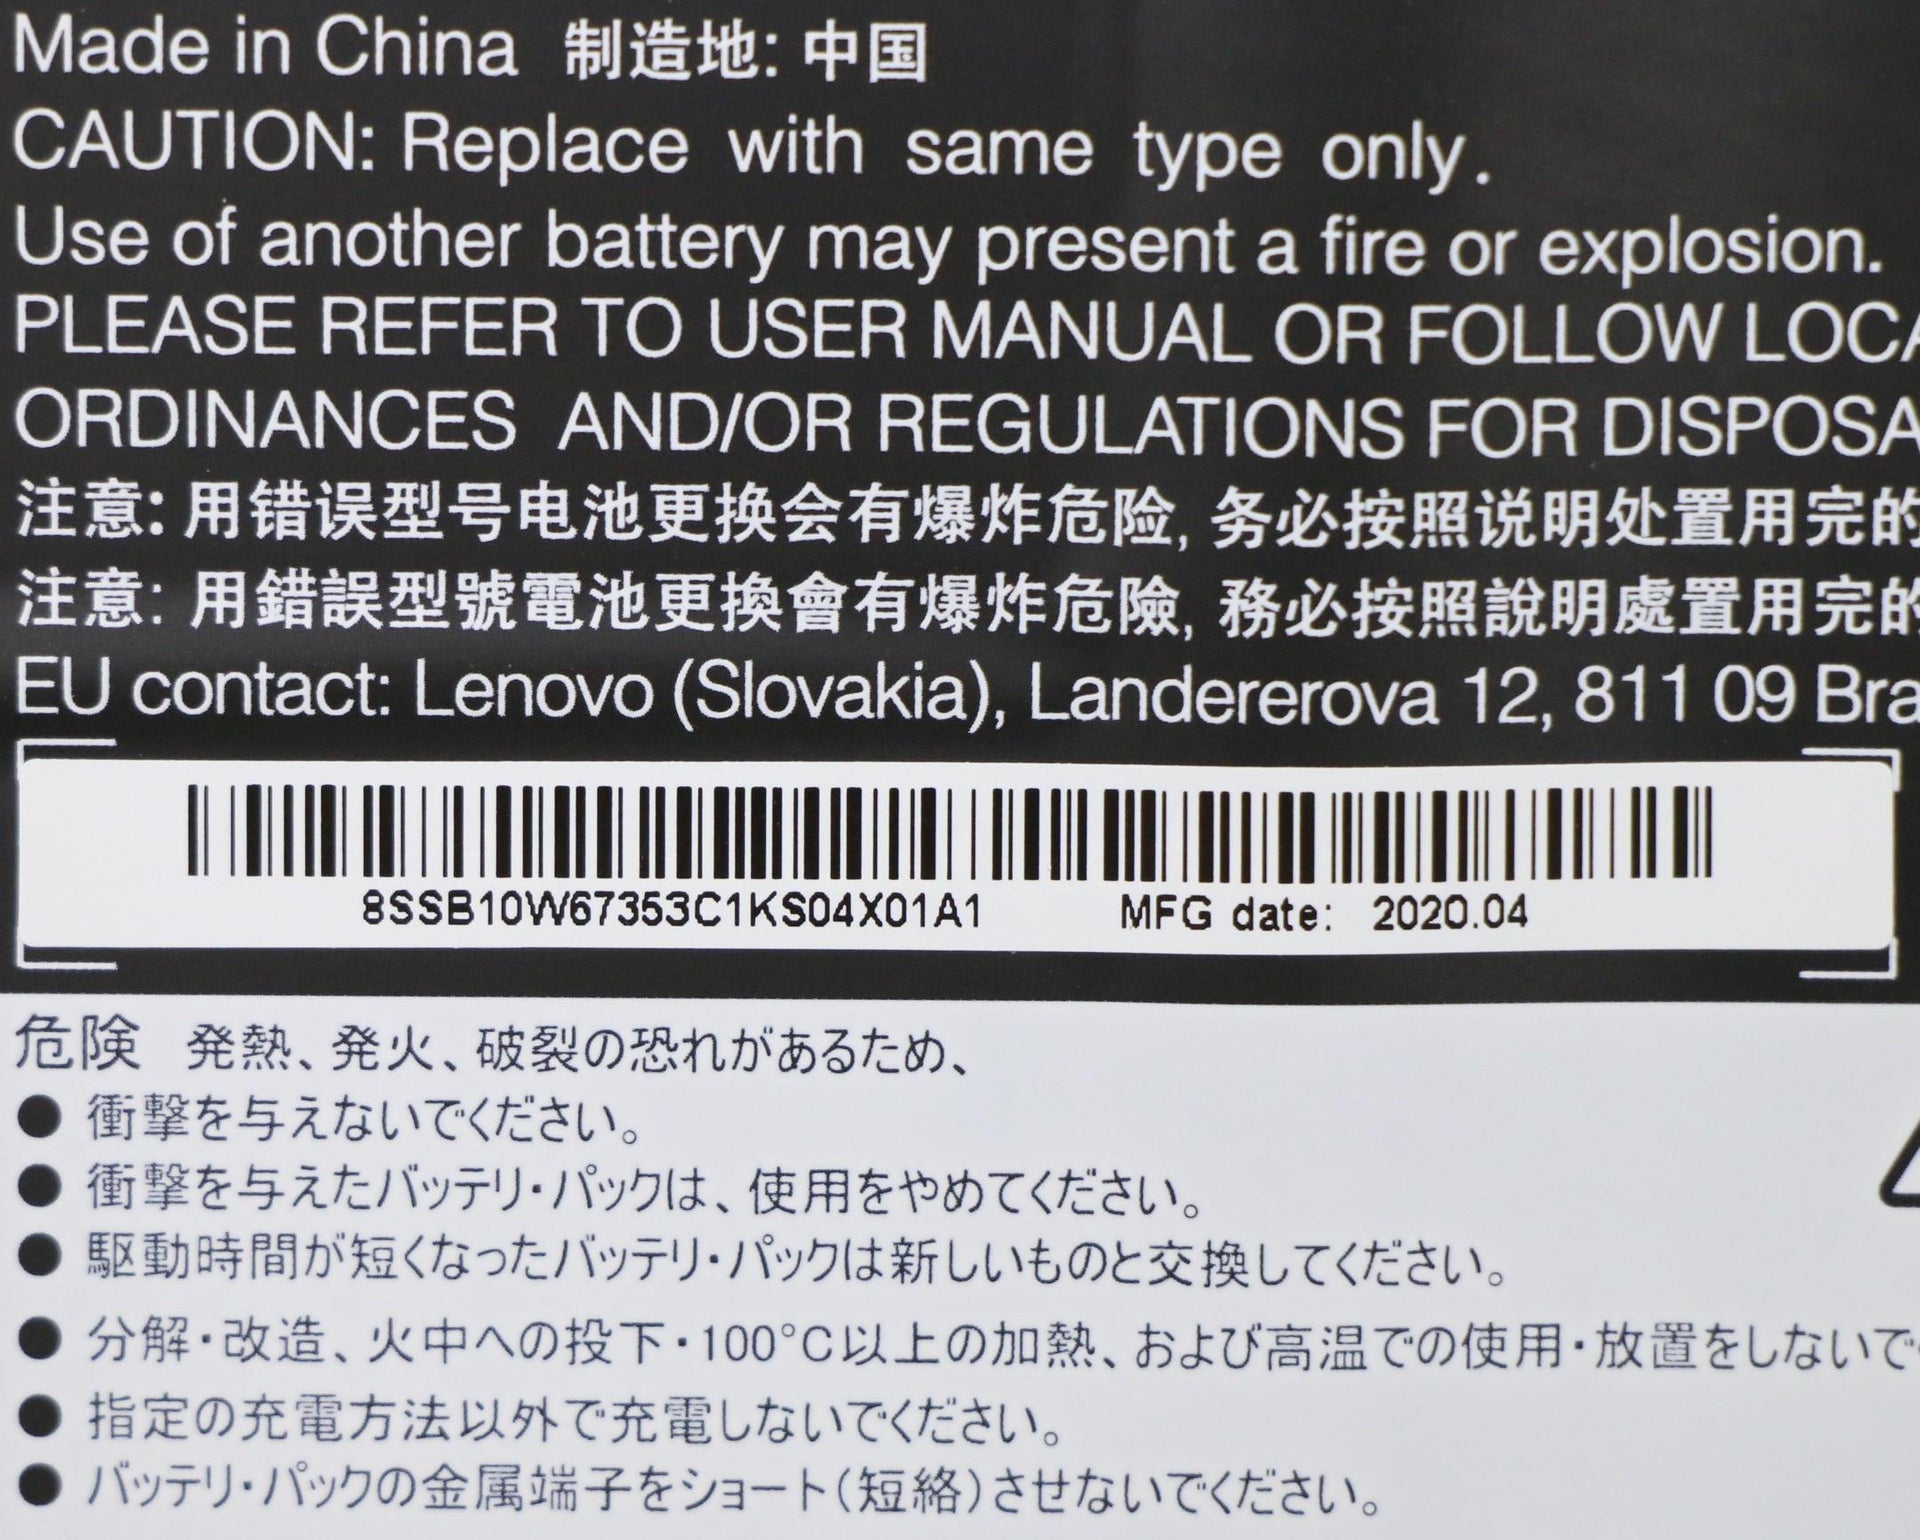 Made in China 制造地: 中国
CAUTION: Replace with same type only.
Use of another battery may present a fire or explosion.
PLEASE REFER TO USER MANUAL OR FOLLOW LOCA
ORDINANCES AND/OR REGULATIONS FOR DISPOSA
注意: 用错误型号电池更换会有爆炸危险, 务必按照说明处置用完的
注意: 用錯誤型號電池更換會有爆炸危險, 務必按照說明處置用完的
EU contact: Lenovo (Slovakia), Landererova 12, 811 09 Bra
8SSB10W67353C1KS04X01A1 MFG date: 2020.04
危険 発熱、発火、破裂の恐れがあるため、
● 衝撃を与えないでください。
● 衝撃を与えたバッテリ・パックは、使用をやめてください。
● 駆動時間が短くなったバッテリ・パックは新しいものと交換してください。
● 分解・改造、火中への投下・100°C以上の加熱、および高温での使用・放置をしないで
● 指定の充電方法以外で充電しないでください。
● バッテリ・パックの金属端子をショート(短絡)させないでください。